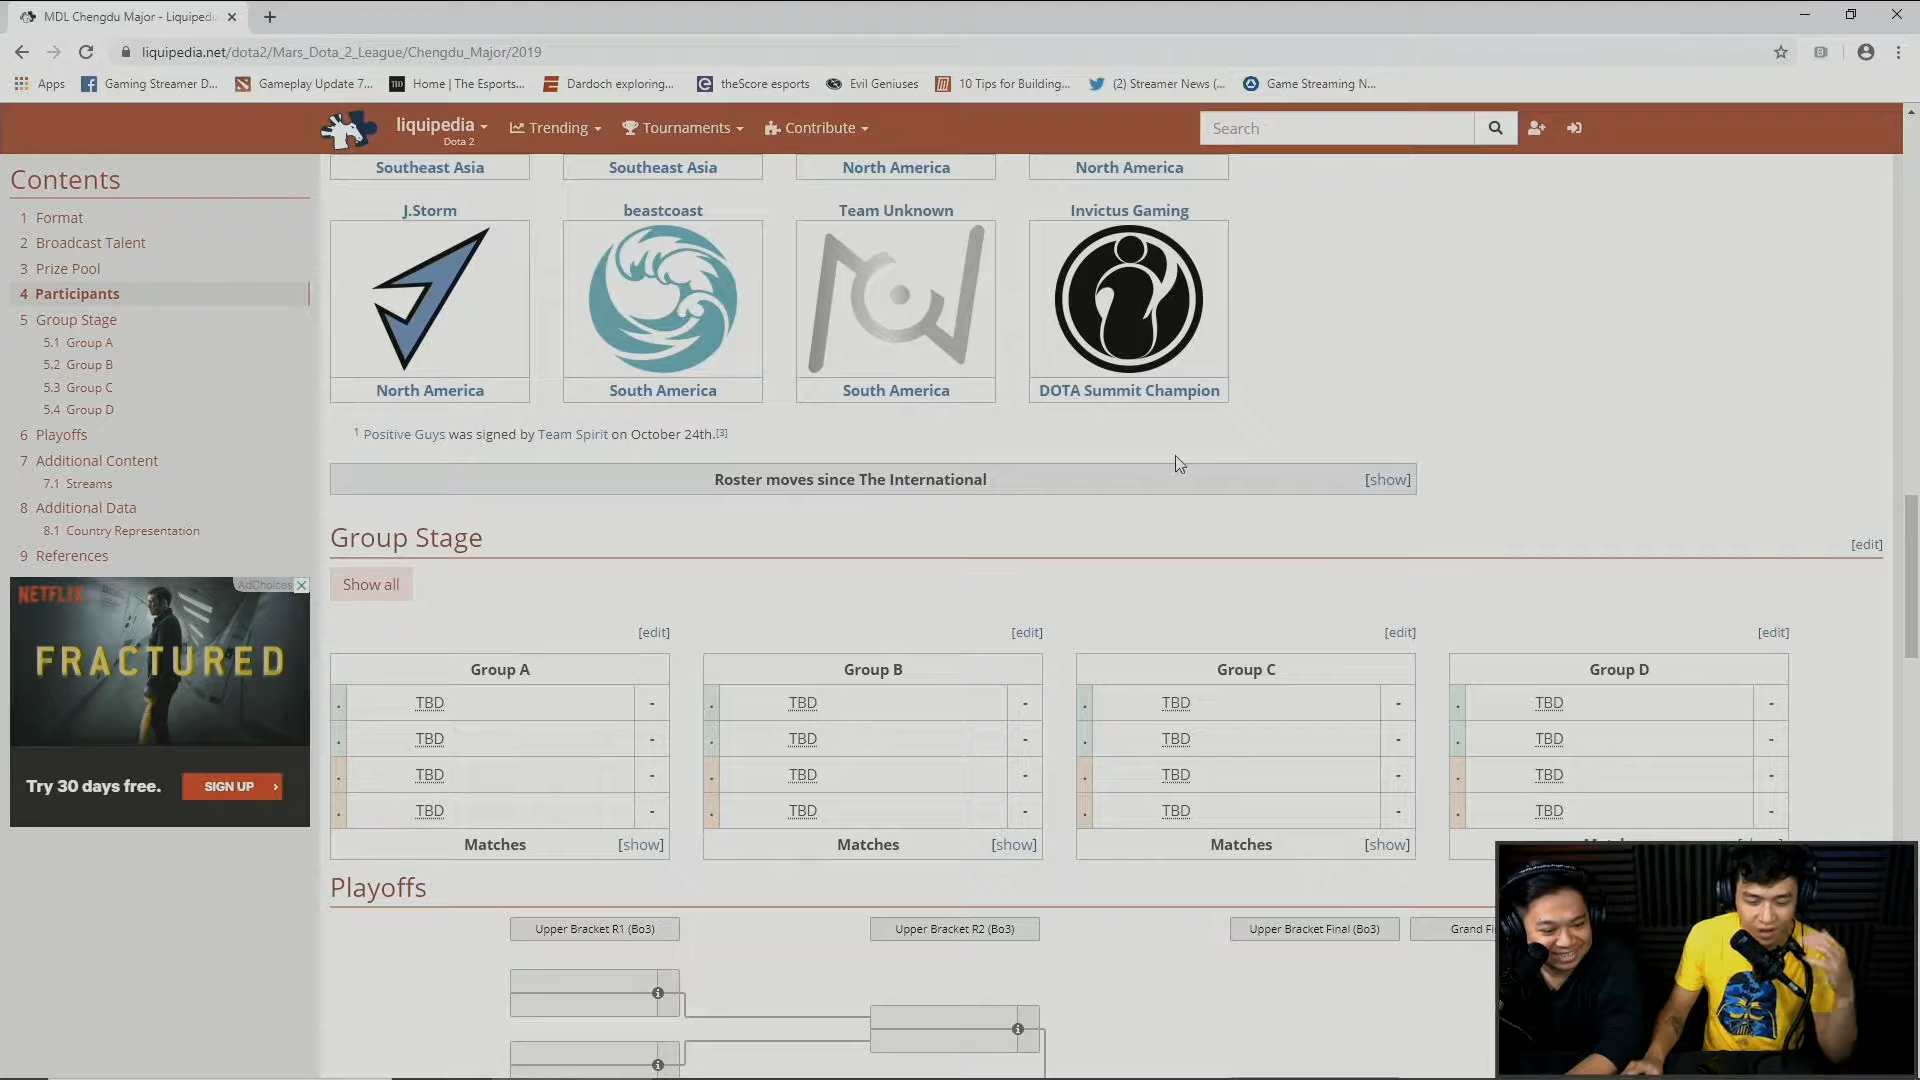 MDL Chengdu Major - Liquipedi
liquipedia.net/dota2/Mars_Dota_2_League/Chengdu_Major/2019
Apps
Gaming Streamer D...
Gameplay Update 7...
Home | The Esports...
Dardoch exploring...
theScore esports
Evil Geniuses
10 Tips for Building...
(2) Streamer News (...
Game Streaming N...
liquipedia
Dota 2
Trending
Tournaments
Contribute
Search
Contents
1 Format
2 Broadcast Talent
3 Prize Pool
4 Participants
5 Group Stage
5.1 Group A
5.2 Group B
5.3 Group C
5.4 Group D
6 Playoffs
7 Additional Content
7.1 Streams
8 Additional Data
8.1 Country Representation
9 References
AdChoices
NETFLIX
FRACTURED
Try 30 days free.
SIGN UP
Southeast Asia
Southeast Asia
North America
North America
J.Storm
beastcoast
Team Unknown
Invictus Gaming
North America
South America
South America
DOTA Summit Champion
1 Positive Guys was signed by Team Spirit on October 24th.[3]
Roster moves since The International
[show]
Group Stage
[edit]
Show all
[edit]
[edit]
[edit]
[edit]
Group A
. TBD -
. TBD -
. TBD -
. TBD -
Matches [show]
Group B
. TBD -
. TBD -
. TBD -
. TBD -
Matches [show]
Group C
. TBD -
. TBD -
. TBD -
. TBD -
Matches [show]
Group D
. TBD -
. TBD -
. TBD -
. TBD -
Playoffs
Upper Bracket R1 (Bo3)
Upper Bracket R2 (Bo3)
Upper Bracket Final (Bo3)
Grand Fi